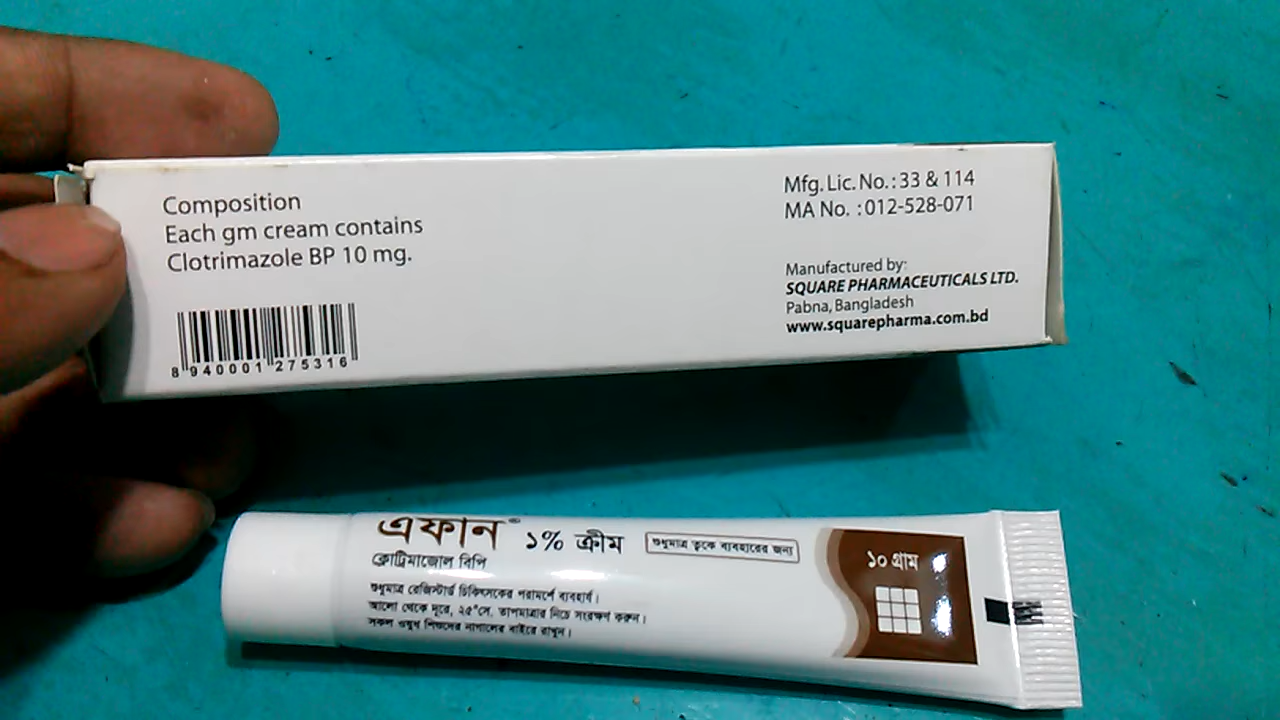 Composition
Each gm cream contains
Clotrimazole BP 10 mg.
8 940001 275316
Mfg. Lic. No. : 33 & 114
MA No. : 012-528-071
Manufactured by:
SQUARE PHARMACEUTICALS LTD.
Pabna, Bangladesh
www.squarepharma.com.bd
এফান® ১% ক্রীম
শুধুমাত্র ত্বকে ব্যবহারের জন্য
ক্লোট্রিমাজোল বিপি
শুধুমাত্র রেজিস্টার্ড চিকিৎসকের পরামর্শে ব্যবহার্য।
আলো থেকে দূরে, ২৫°সে. তাপমাত্রার নিচে সংরক্ষণ করুন।
সকল ওষুধ শিশুদের নাগালের বাইরে রাখুন।
১০ গ্রাম